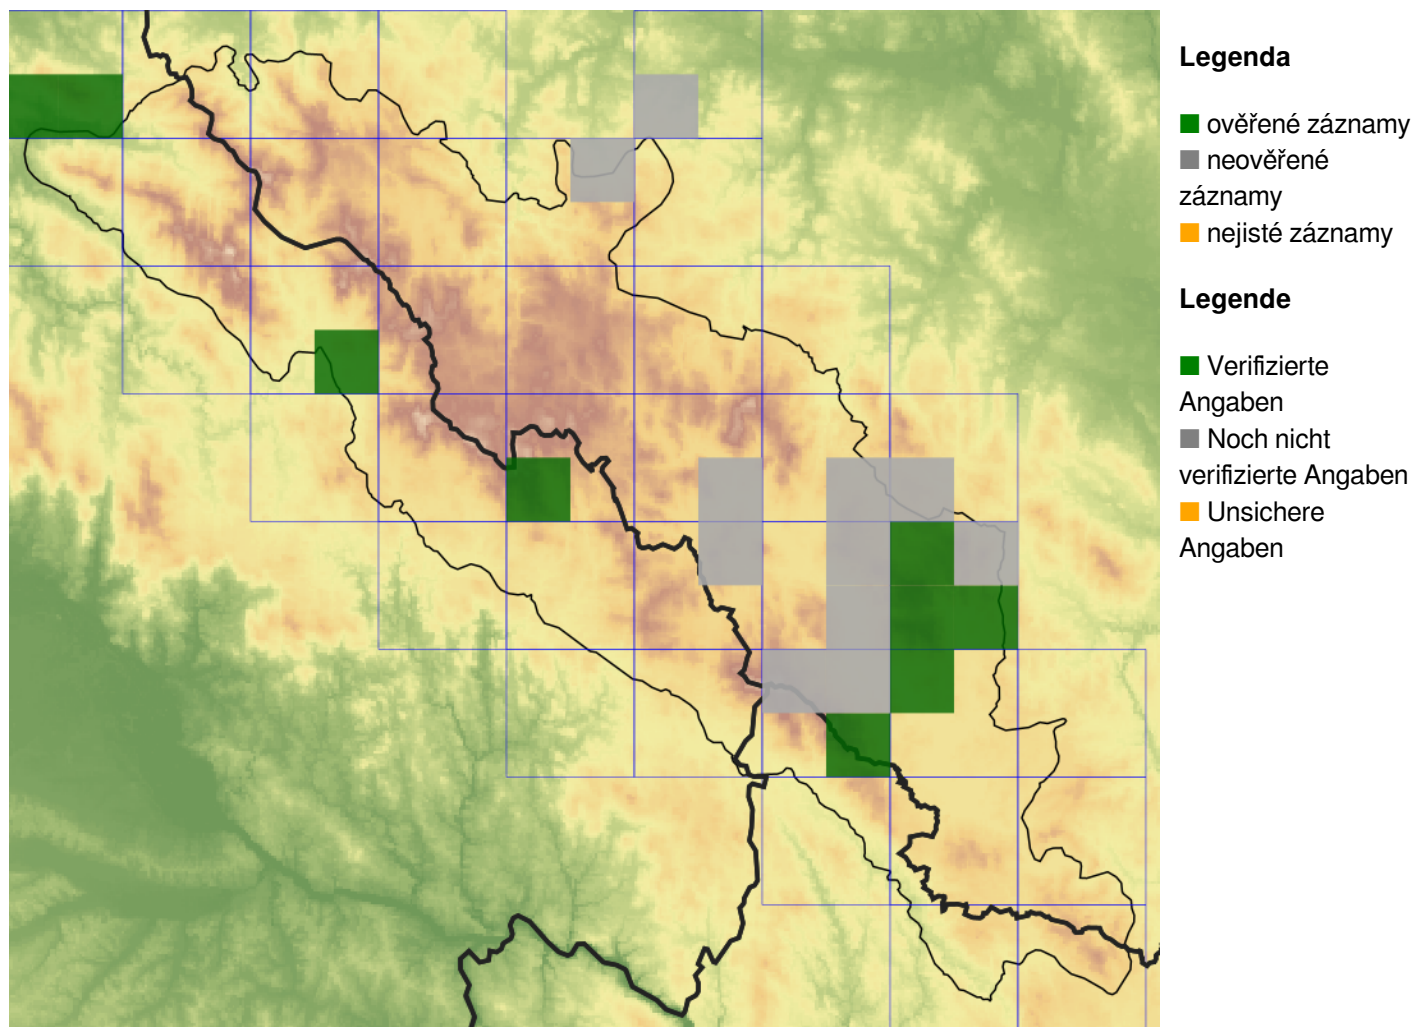 Legenda
ověřené záznamy
neověřené
záznamy
nejisté záznamy
Legende
Verifizierte
Angaben
Noch nicht
verifizierte Angaben
Unsichere
Angaben